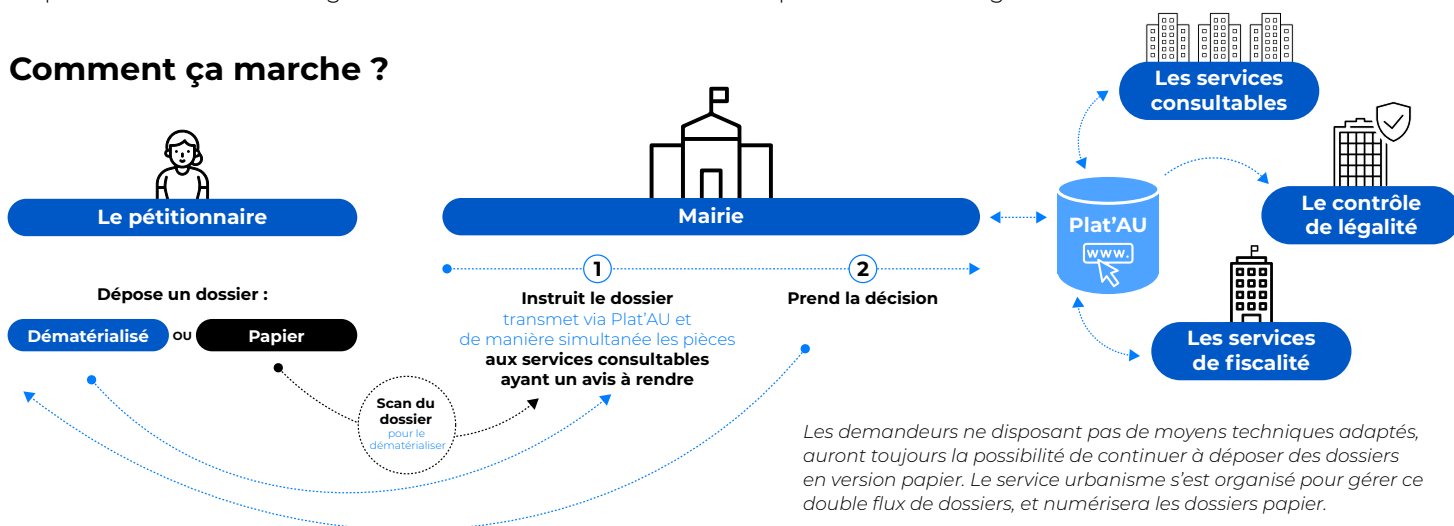 Comment ça marche ?
Le pétitionnaire
Dépose un dossier :
Dématérialisé
OU
Papier
Scan du
dossier
pour le
dématérialiser
Mairie
1
Instruit le dossier
transmet via Plat’AU et
de manière simultanée les pièces
aux services consultables
ayant un avis à rendre
2
Prend la décision
Plat’AU
www.
Les services
consultables
Le contrôle
de légalité
Les services
de fiscalité
Les demandeurs ne disposant pas de moyens techniques adaptés,
auront toujours la possibilité de continuer à déposer des dossiers
en version papier. Le service urbanisme s’est organisé pour gérer ce
double flux de dossiers, et numérisera les dossiers papier.